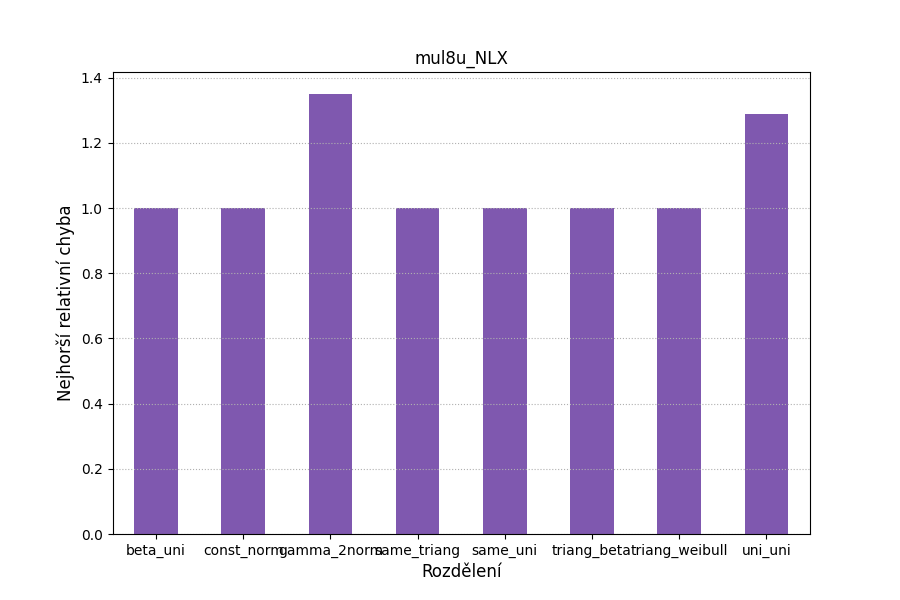 mul8u_NLX
Nejhorší relativní chyba
1.4
1.2
1.0
0.8
0.6
0.4
0.2
0.0
beta_uni const_norm gamma_2norm same_triang same_uni triang_beta triang_weibull uni_uni
Rozdělení